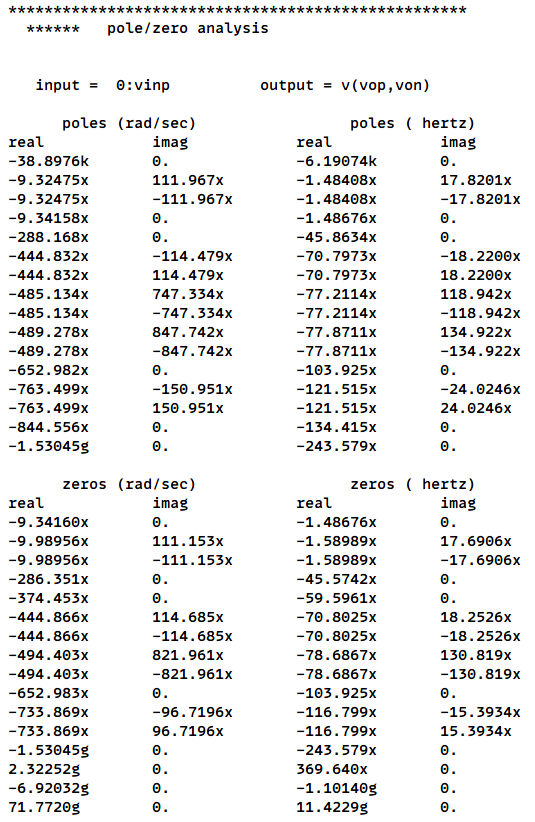 ***************************************************
****** pole/zero analysis
input = 0:vinp output = v(vop,von)
poles (rad/sec) poles ( hertz)
real imag real imag
-38.8976k 0. -6.19074k 0.
-9.32475x 111.967x -1.48408x 17.8201x
-9.32475x -111.967x -1.48408x -17.8201x
-9.34158x 0. -1.48676x 0.
-288.168x 0. -45.8634x 0.
-444.832x -114.479x -70.7973x -18.2200x
-444.832x 114.479x -70.7973x 18.2200x
-485.134x 747.334x -77.2114x 118.942x
-485.134x -747.334x -77.2114x -118.942x
-489.278x 847.742x -77.8711x 134.922x
-489.278x -847.742x -77.8711x -134.922x
-652.982x 0. -103.925x 0.
-763.499x -150.951x -121.515x -24.0246x
-763.499x 150.951x -121.515x 24.0246x
-844.556x 0. -134.415x 0.
-1.53045g 0. -243.579x 0.
zeros (rad/sec) zeros ( hertz)
real imag real imag
-9.34160x 0. -1.48676x 0.
-9.98956x 111.153x -1.58989x 17.6906x
-9.98956x -111.153x -1.58989x -17.6906x
-286.351x 0. -45.5742x 0.
-374.453x 0. -59.5961x 0.
-444.866x 114.685x -70.8025x 18.2526x
-444.866x -114.685x -70.8025x -18.2526x
-494.403x 821.961x -78.6867x 130.819x
-494.403x -821.961x -78.6867x -130.819x
-652.983x 0. -103.925x 0.
-733.869x -96.7196x -116.799x -15.3934x
-733.869x 96.7196x -116.799x 15.3934x
-1.53045g 0. -243.579x 0.
2.32252g 0. 369.640x 0.
-6.92032g 0. -1.10140g 0.
71.7720g 0. 11.4229g 0.